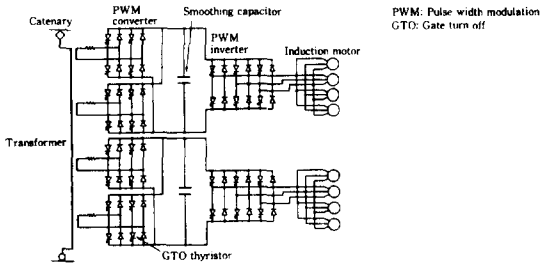 Catenary
PWM
converter
Smoothing capacitor
PWM
inverter
Induction motor
PWM: Pulse width modulation
GTO: Gate turn off
Transformer
GTO thyristor